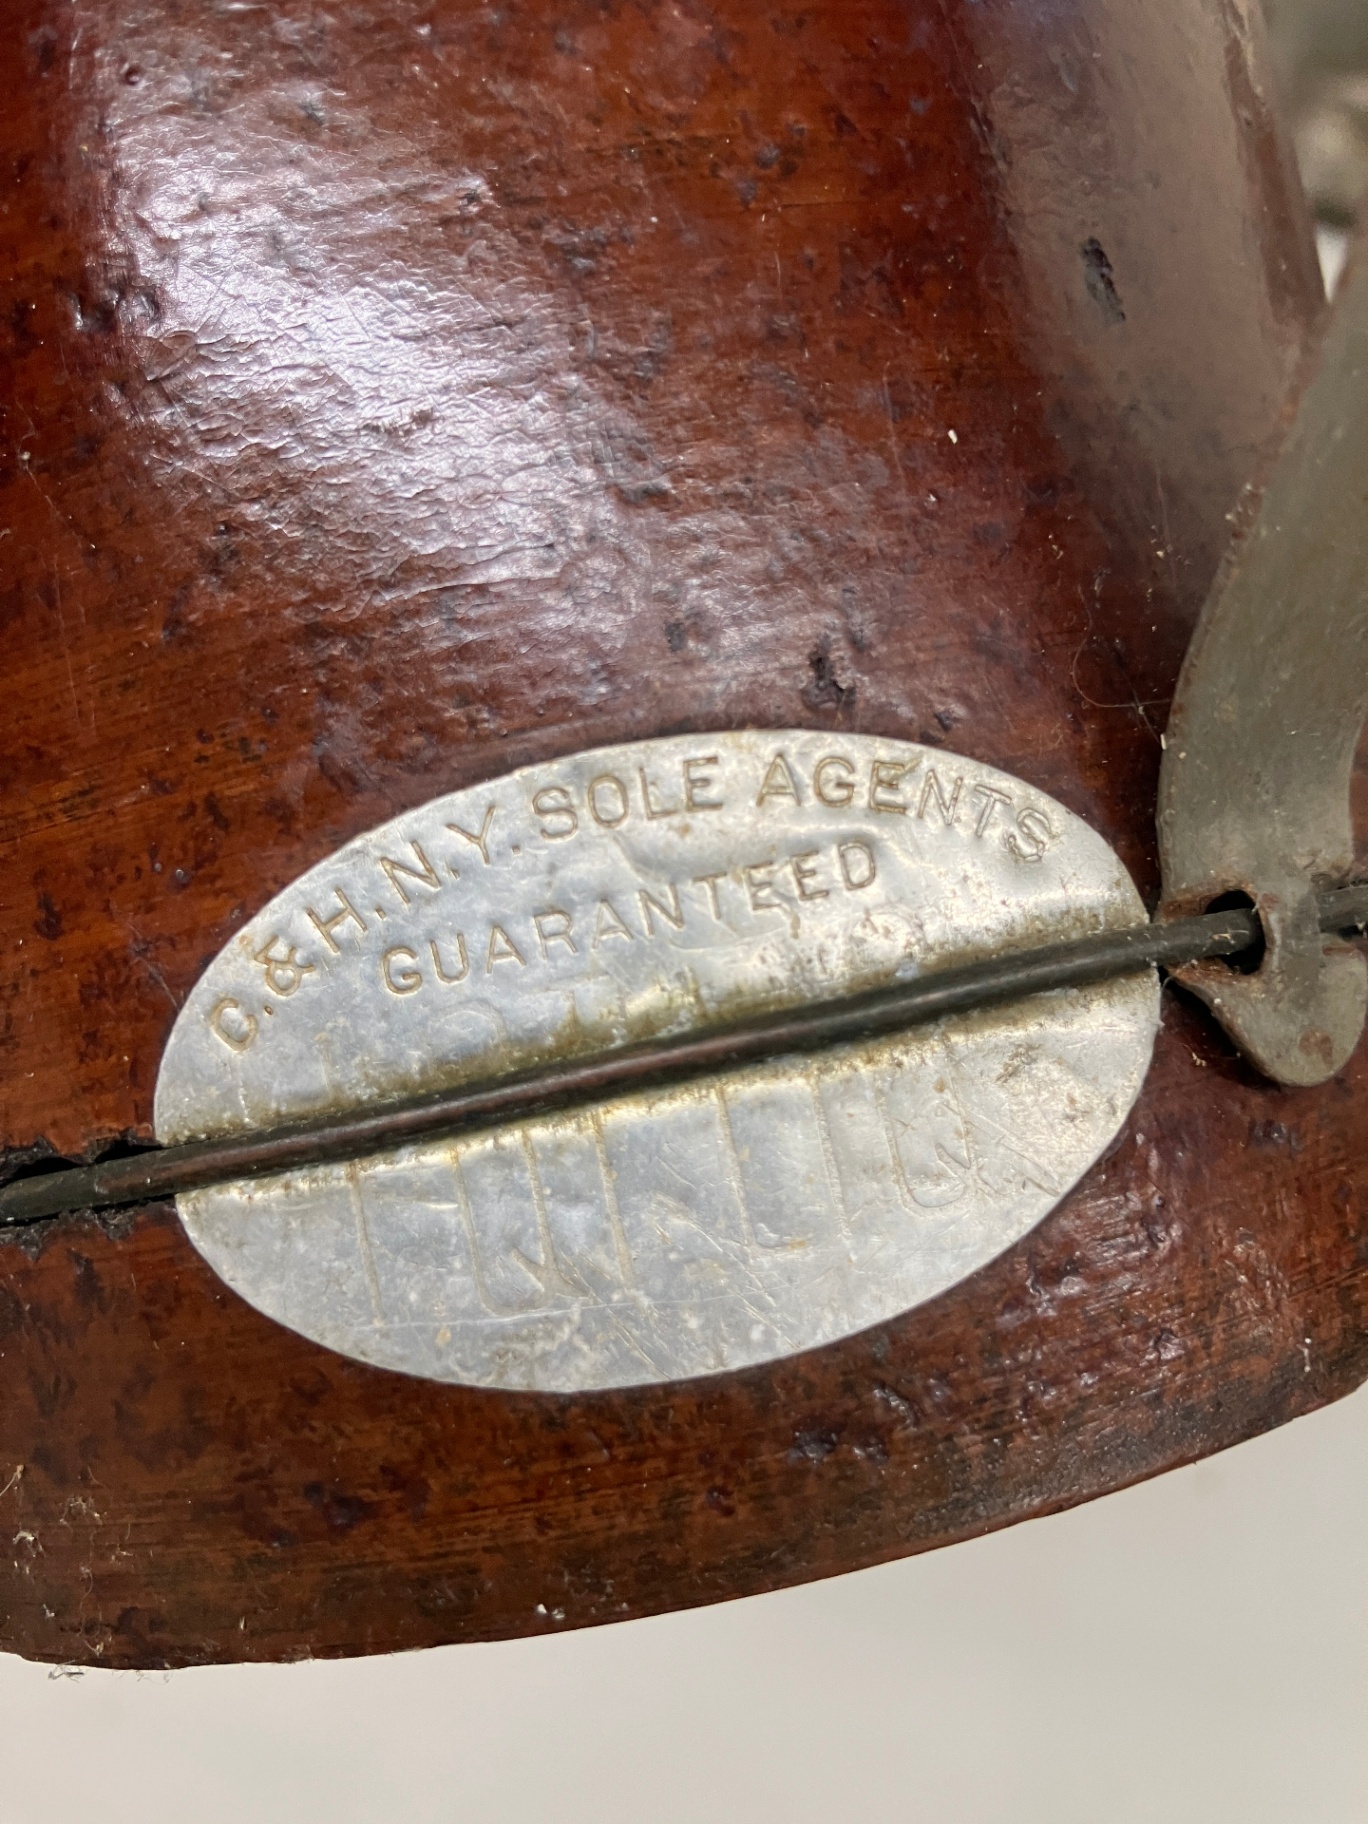 C. & H. N. Y. SOLE AGENTS
GUARANTEED